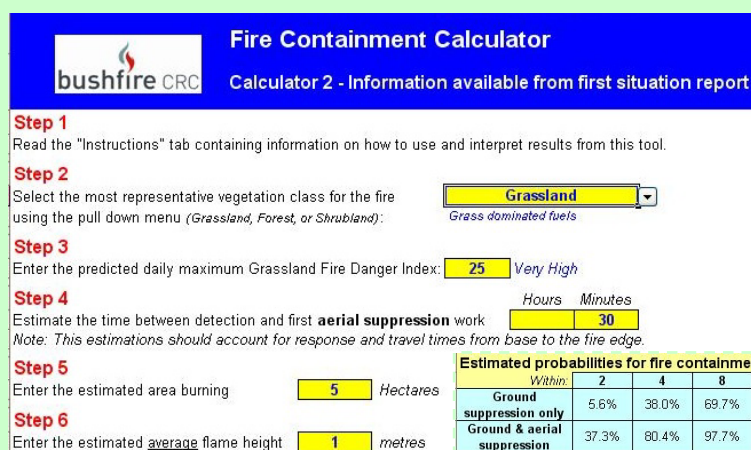 Fire Containment Calculator
bushfire CRC
Calculator 2 - Information available from first situation report
Step 1
Read the "Instructions" tab containing information on how to use and interpret results from this tool.
Step 2
Select the most representative vegetation class for the fire
using the pull down menu (Grassland, Forest, or Shrubland):
Grassland
Grass dominated fuels
Step 3
Enter the predicted daily maximum Grassland Fire Danger Index: 25 Very High
Step 4
Hours Minutes
Estimate the time between detection and first aerial suppression work 30
Note: This estimations should account for response and travel times from base to the fire edge.
Step 5
Enter the estimated area burning 5 Hectares
Step 6
Enter the estimated average flame height 1 metres
Estimated probabilities for fire containme
Within: 2 4 8
Ground
suppression only 5.6% 38.0% 69.7%
Ground & aerial
suppression 37.3% 80.4% 97.7%